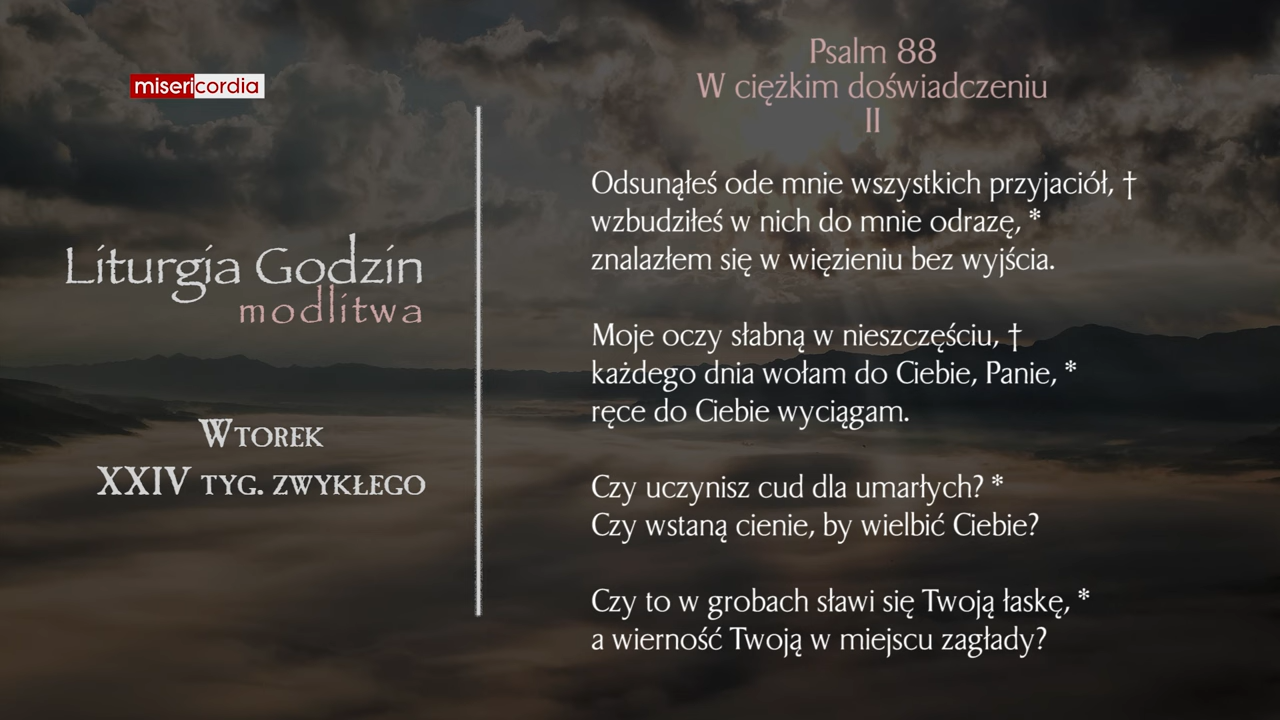 misericordia
Liturgia Godzin
modlitwa
Wtorek
XXIV tyg. zwykłego
Psalm 88
W ciężkim doświadczeniu
II
Odsunąłeś ode mnie wszystkich przyjaciół, †
wzbudziłeś w nich do mnie odrazę, *
znalazłem się w więzieniu bez wyjścia.
Moje oczy słabną w nieszczęściu, †
każdego dnia wołam do Ciebie, Panie, *
ręce do Ciebie wyciągam.
Czy uczynisz cud dla umarłych? *
Czy wstaną cienie, by wielbić Ciebie?
Czy to w grobach sławi się Twoją łaskę, *
a wierność Twoją w miejscu zagłady?